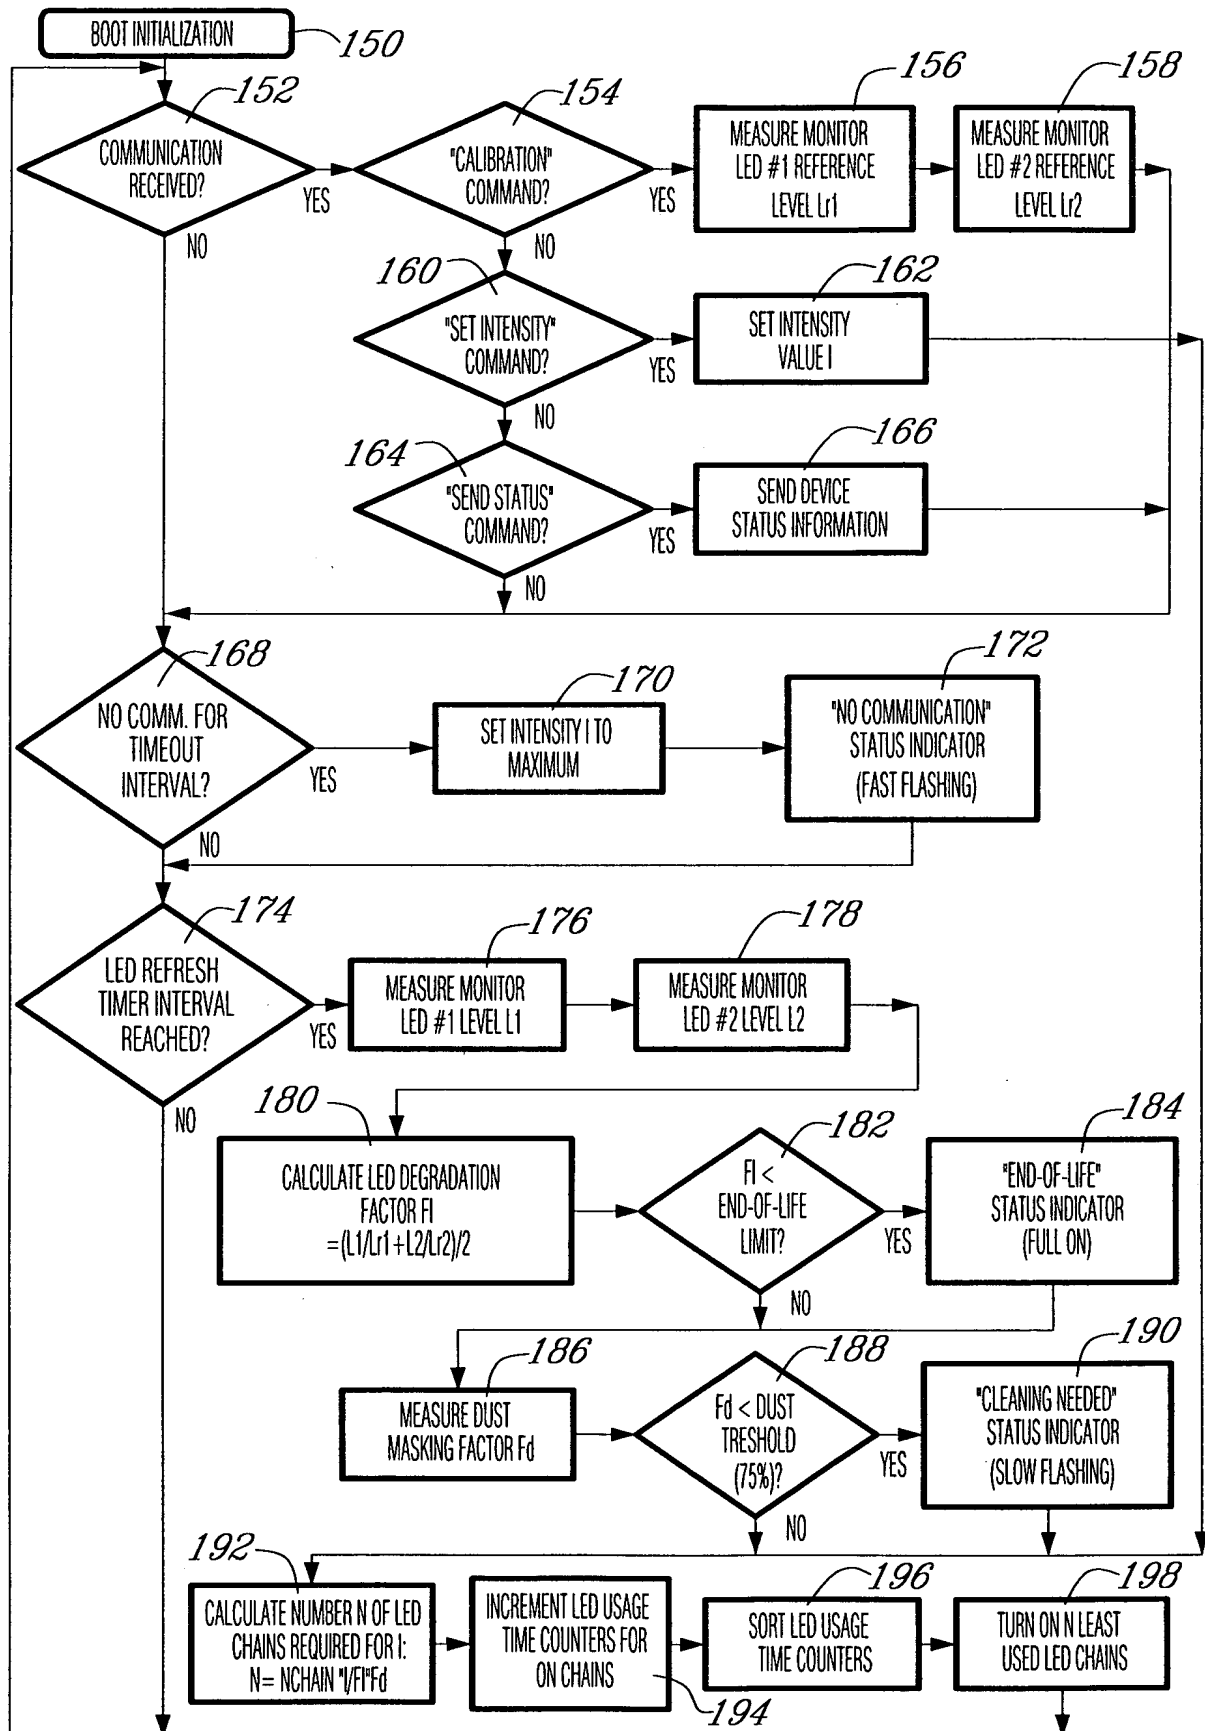 BOOT INITIALIZATION
150
152
COMMUNICATION
RECEIVED?
YES
NO
154
"CALIBRATION"
COMMAND?
YES
NO
156
MEASURE MONITOR
LED #1 REFERENCE
LEVEL Lr1
158
MEASURE MONITOR
LED #2 REFERENCE
LEVEL Lr2
160
"SET INTENSITY"
COMMAND?
YES
NO
162
SET INTENSITY
VALUE I
164
"SEND STATUS"
COMMAND?
YES
NO
166
SEND DEVICE
STATUS INFORMATION
168
NO COMM. FOR
TIMEOUT
INTERVAL?
YES
NO
170
SET INTENSITY I TO
MAXIMUM
172
"NO COMMUNICATION"
STATUS INDICATOR
(FAST FLASHING)
174
LED REFRESH
TIMER INTERVAL
REACHED?
YES
NO
176
MEASURE MONITOR
LED #1 LEVEL L1
178
MEASURE MONITOR
LED #2 LEVEL L2
180
CALCULATE LED DEGRADATION
FACTOR Fl
=(L1/Lr1+L2/Lr2)/2
182
Fl <
END-OF-LIFE
LIMIT?
YES
NO
184
"END-OF-LIFE"
STATUS INDICATOR
(FULL ON)
186
MEASURE DUST
MASKING FACTOR Fd
188
Fd < DUST
TRESHOLD
(75%)?
YES
NO
190
"CLEANING NEEDED"
STATUS INDICATOR
(SLOW FLASHING)
192
CALCULATE NUMBER N OF LED
CHAINS REQUIRED FOR I:
N= NCHAIN "I/Fl"Fd
INCREMENT LED USAGE
TIME COUNTERS FOR
ON CHAINS
194
196
SORT LED USAGE
TIME COUNTERS
198
TURN ON N LEAST
USED LED CHAINS